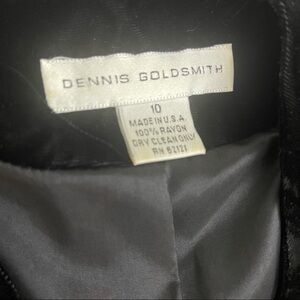 DENNIS GOLDSMITH
10
MADE IN U.S.A.
100% RAYON
DRY CLEAN ONLY
RN 52121